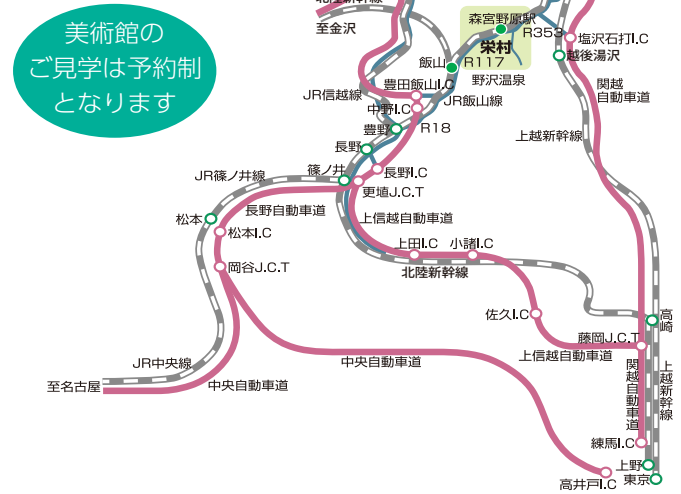 美術館の
ご見学は予約制
となります
至金沢
森宮野原駅
R353
栄村
塩沢石打I.C
越後湯沢
飯山
R117
野沢温泉
豊田飯山I.C
JR信越線
中野I.C
JR飯山線
関越
自動車道
豊野
R18
上越新幹線
長野
長野I.C
篠ノ井
JR篠ノ井線
更埴J.C.T
長野自動車道
松本
松本I.C
上信越自動車道
上田I.C
小諸I.C
岡谷J.C.T
北陸新幹線
佐久I.C
高崎
藤岡J.C.T
上信越自動車道
JR中央線
中央自動車道
関越自動車道
上越新幹線
至名古屋
中央自動車道
練馬I.C
上野
東京
高井戸I.C